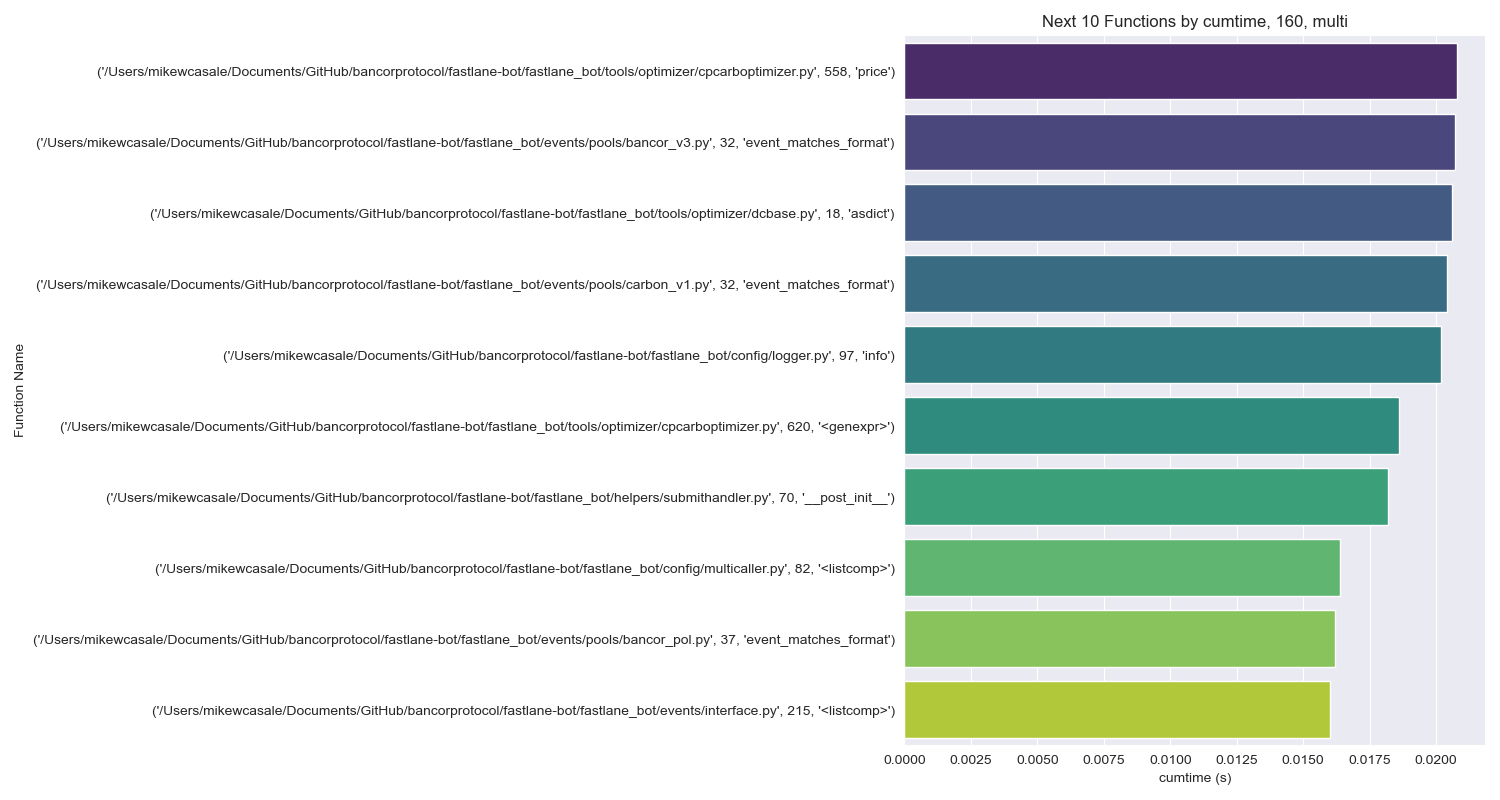 Next 10 Functions by cumtime, 160, multi
('/Users/mikewcasale/Documents/GitHub/bancorprotocol/fastlane-bot/fastlane_bot/tools/optimizer/cpcarboptimizer.py', 558, 'price')
('/Users/mikewcasale/Documents/GitHub/bancorprotocol/fastlane-bot/fastlane_bot/events/pools/bancor_v3.py', 32, 'event_matches_format')
('/Users/mikewcasale/Documents/GitHub/bancorprotocol/fastlane-bot/fastlane_bot/tools/optimizer/dcbase.py', 18, 'asdict')
('/Users/mikewcasale/Documents/GitHub/bancorprotocol/fastlane-bot/fastlane_bot/events/pools/carbon_v1.py', 32, 'event_matches_format')
('/Users/mikewcasale/Documents/GitHub/bancorprotocol/fastlane-bot/fastlane_bot/config/logger.py', 97, 'info')
('/Users/mikewcasale/Documents/GitHub/bancorprotocol/fastlane-bot/fastlane_bot/tools/optimizer/cpcarboptimizer.py', 620, '<genexpr>')
('/Users/mikewcasale/Documents/GitHub/bancorprotocol/fastlane-bot/fastlane_bot/helpers/submithandler.py', 70, '__post_init__')
('/Users/mikewcasale/Documents/GitHub/bancorprotocol/fastlane-bot/fastlane_bot/config/multicaller.py', 82, '<listcomp>')
('/Users/mikewcasale/Documents/GitHub/bancorprotocol/fastlane-bot/fastlane_bot/events/pools/bancor_pol.py', 37, 'event_matches_format')
('/Users/mikewcasale/Documents/GitHub/bancorprotocol/fastlane-bot/fastlane_bot/events/interface.py', 215, '<listcomp>')
Function Name
0.0000 0.0025 0.0050 0.0075 0.0100 0.0125 0.0150 0.0175 0.0200
cumtime (s)